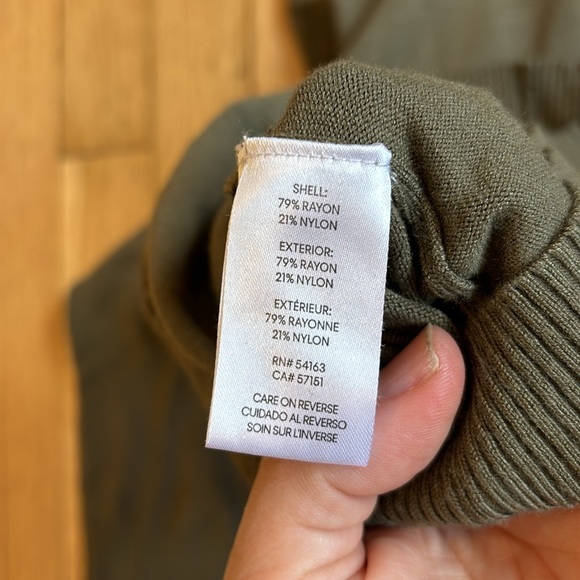 SHELL:
79% RAYON
21% NYLON
EXTERIOR:
79% RAYON
21% NYLON
EXTÉRIEUR:
79% RAYONNE
21% NYLON
RN# 54163
CA# 57151
CARE ON REVERSE
CUIDADO AL REVERSO
SOIN SUR L'INVERSE